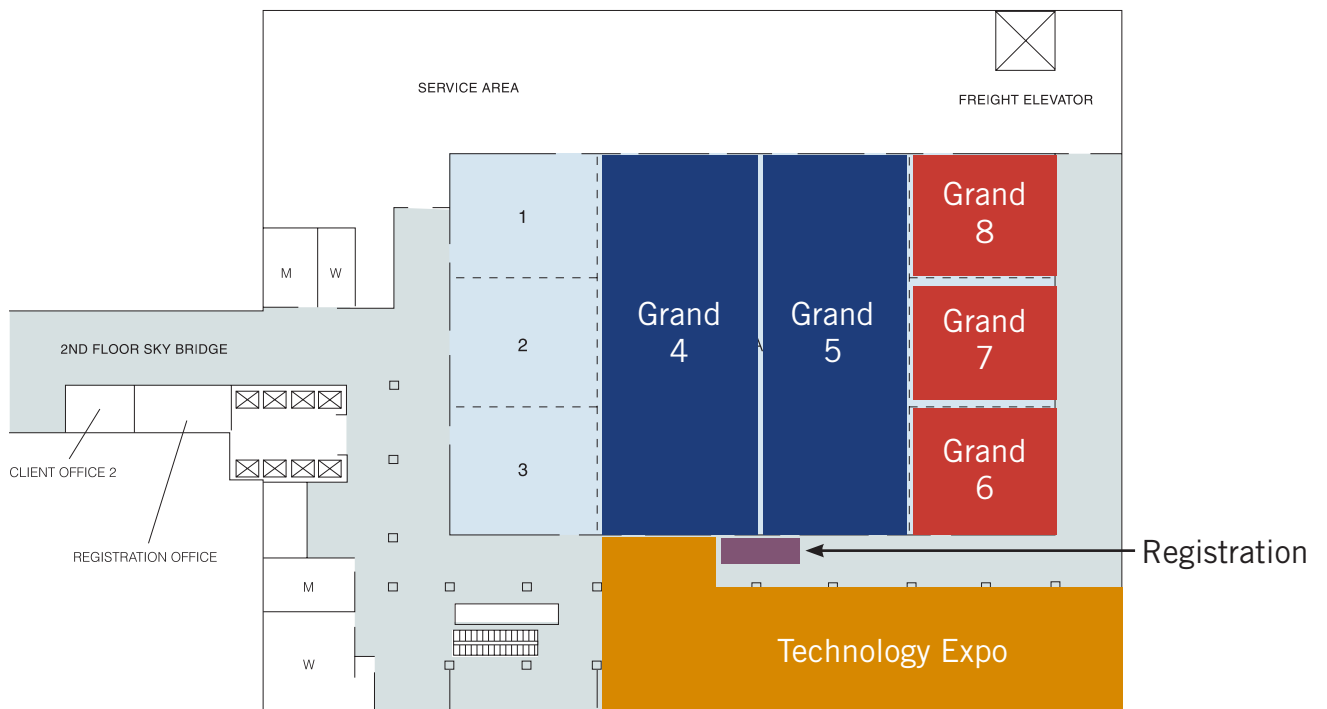 SERVICE AREA
FREIGHT ELEVATOR
1
Grand
8
M
W
Grand
4
Grand
5
A
2ND FLOOR SKY BRIDGE
2
Grand
7
3
Grand
6
CLIENT OFFICE 2
REGISTRATION OFFICE
Registration
M
W
Technology Expo